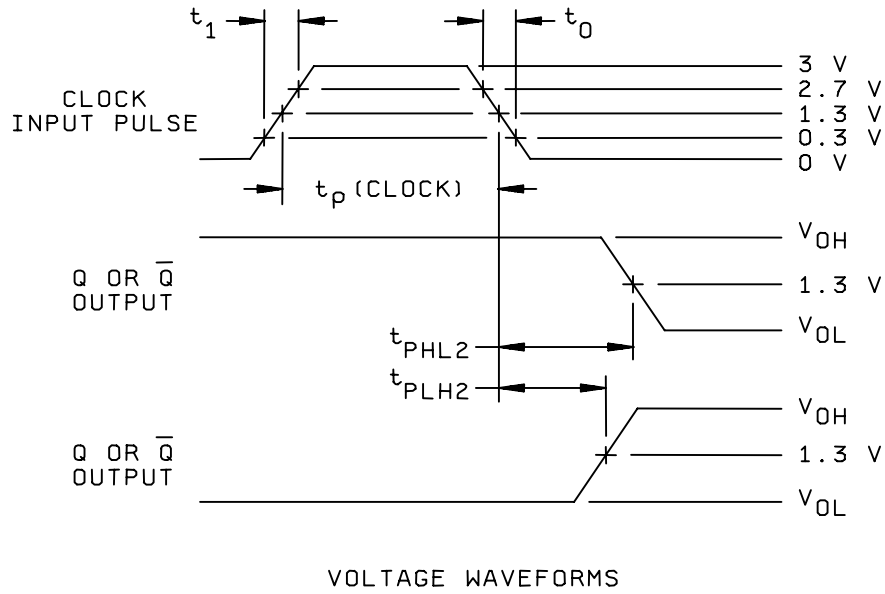 t1
t0
CLOCK
INPUT PULSE
3 V
2.7 V
1.3 V
0.3 V
0 V
tp (CLOCK)
Q OR Q̅
OUTPUT
VOH
1.3 V
VOL
tPHL2
tPLH2
Q OR Q̅
OUTPUT
VOH
1.3 V
VOL
VOLTAGE WAVEFORMS